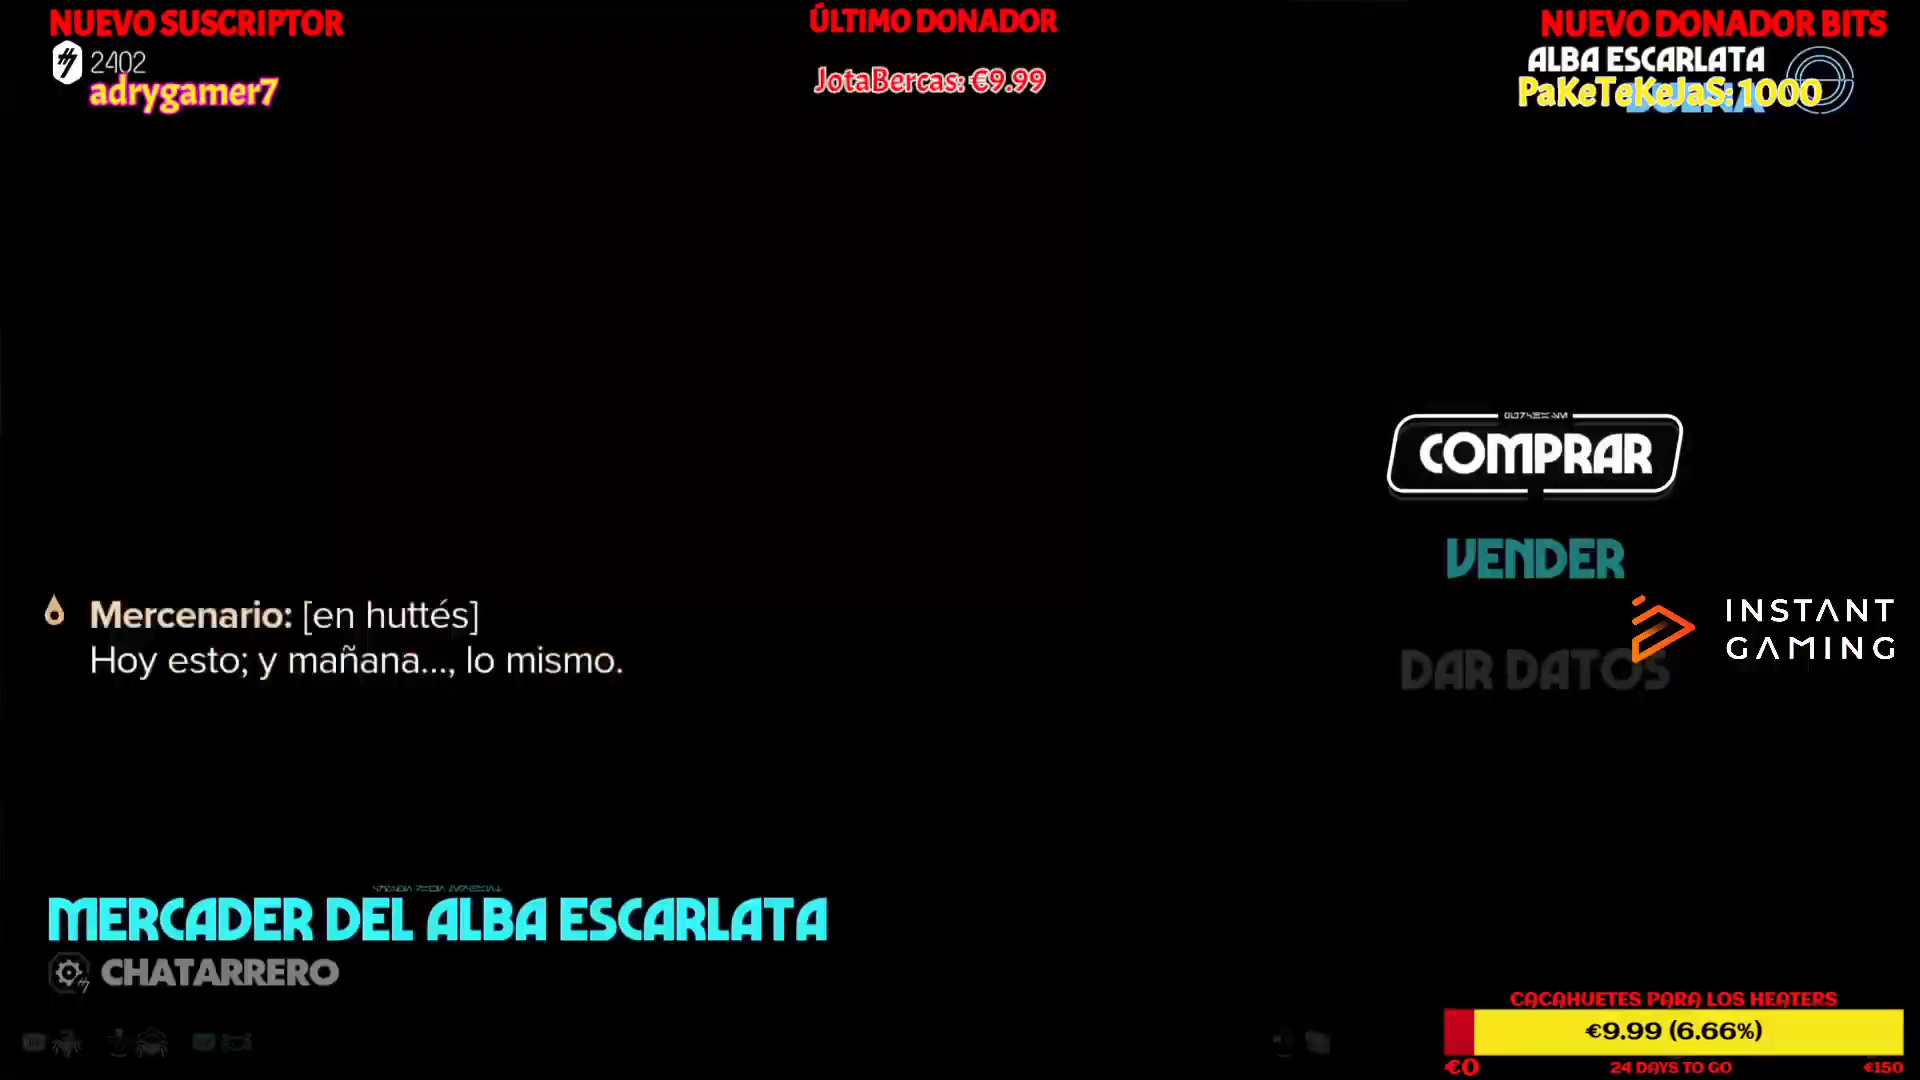 NUEVO SUSCRIPTOR
2402
adrygamer7
ÚLTIMO DONADOR
JotaBercas: €9.99
NUEVO DONADOR BITS
ALBA ESCARLATA
PaKeTeKeJaS: 1000
BUENA
COMPRAR
VENDER
DAR DATOS
INSTANT
GAMING
Mercenario: [en huttés]
Hoy esto; y mañana..., lo mismo.
MERCADER DEL ALBA ESCARLATA
CHATARRERO
CACAHUETES PARA LOS HEATERS
€9.99 (6.66%)
€0
24 DAYS TO GO
€150